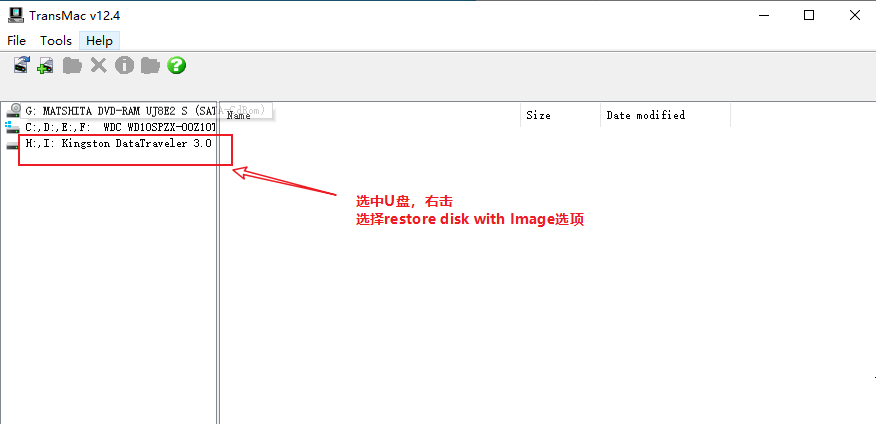 TransMac v12.4
File Tools Help
G: MATSHITA DVD-RAM UJ8E2 S (SATA-CdRom)
Name Size Date modified
C:,D:,E:,F: WDC WD10SPZX-00Z10T
H:,I: Kingston DataTraveler 3.0
选中U盘，右击
选择restore disk with Image选项